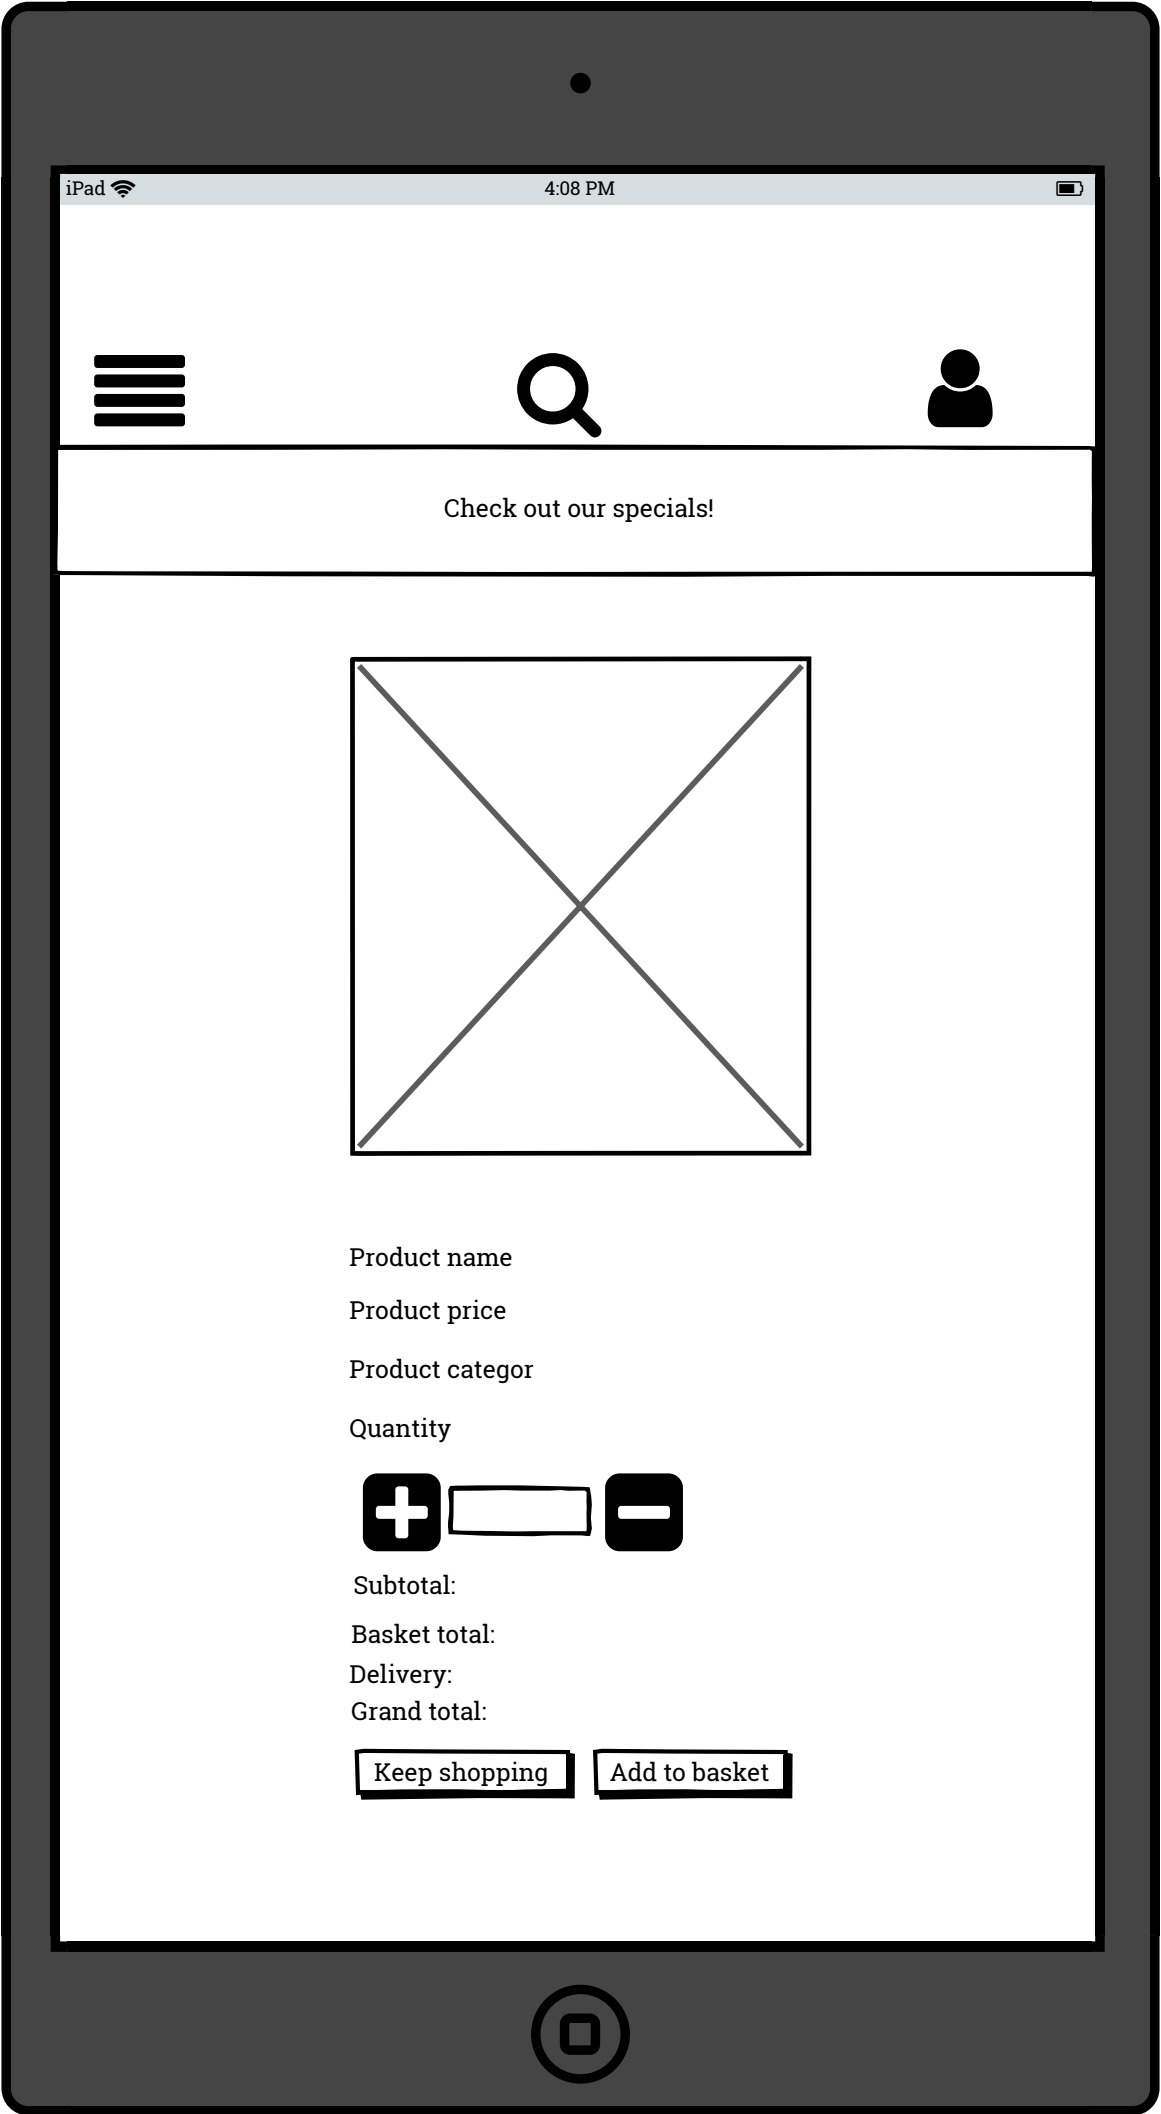 iPad 4:08 PM
Check out our specials!
Product name
Product price
Product categor
Quantity
Subtotal:
Basket total:
Delivery:
Grand total:
Keep shopping Add to basket